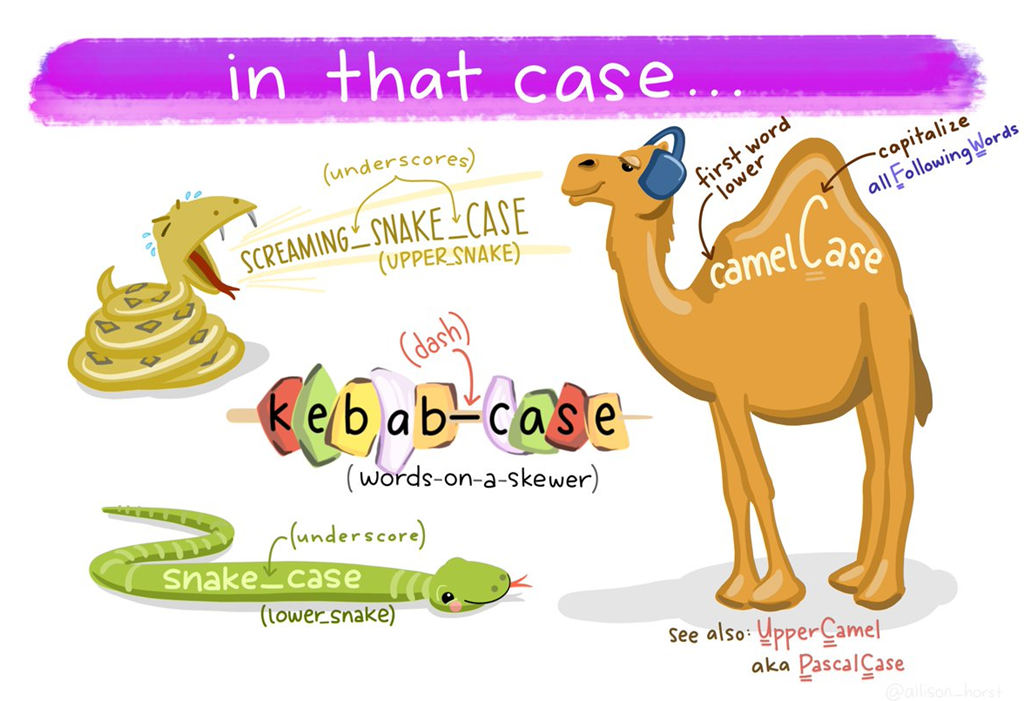 in that case...
(underscores)
SCREAMING_SNAKE_CASE
(UPPER_SNAKE)
first word
lower
capitalize
allFollowingWords
camelCase
(dash)
kebab-case
(words-on-a-skewer)
(underscore)
snake_case
(lower_snake)
see also: UpperCamel
aka PascalCase
@allison_horst